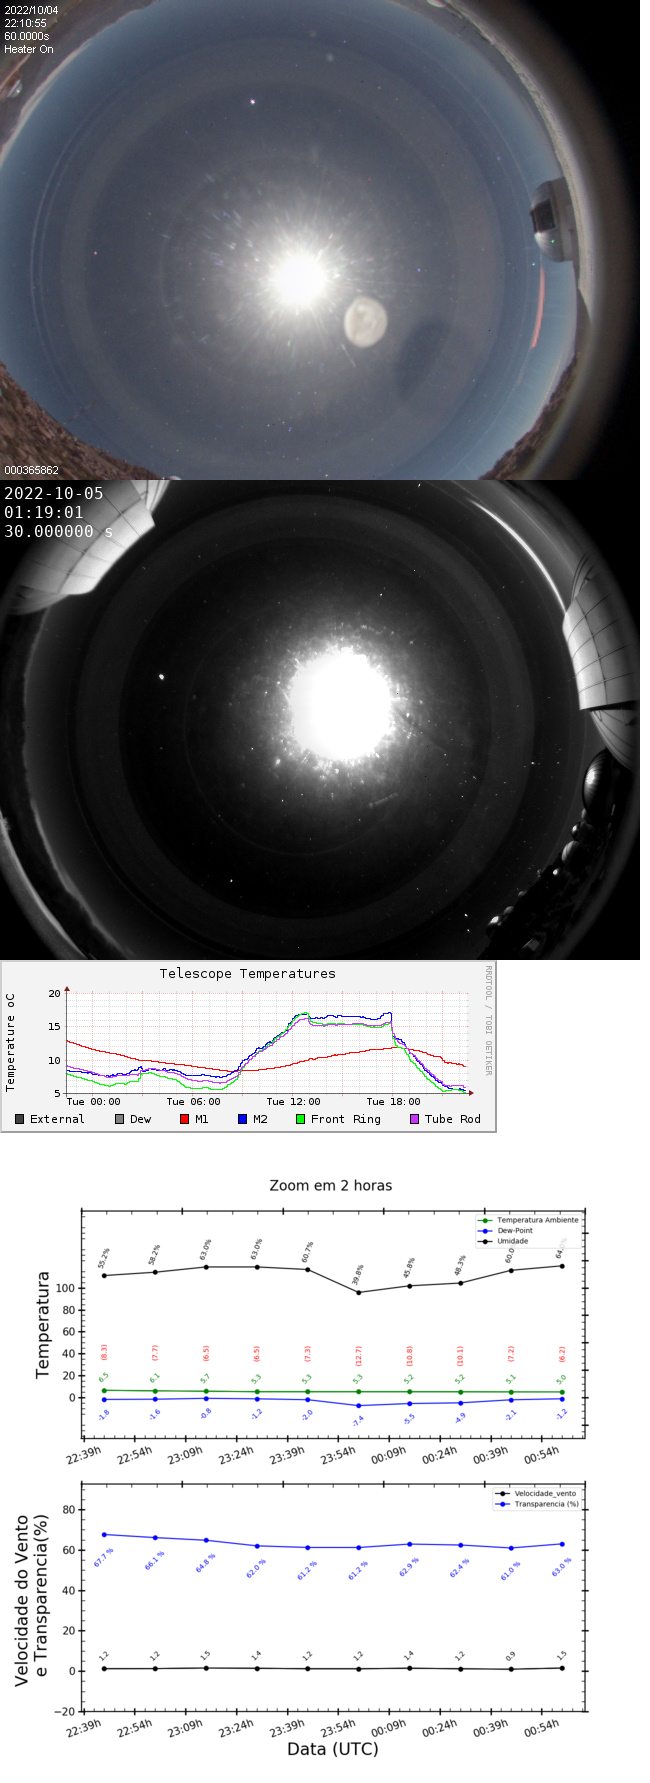 2022/10/04
22:10:55
60.0000s
Heater On
000365862
2022-10-05
01:19:01
30.000000 s
Telescope Temperatures
RRDTOOL / TOBI OETIKER
Temperature oC
20
15
10
5
Tue 00:00 Tue 06:00 Tue 12:00 Tue 18:00
External Dew M1 M2 Front Ring Tube Rod
Zoom em 2 horas
Temperatura Ambiente
Dew-Point
Umidade
Temperatura
100
80
60
40
20
0
55.2% 58.2% 63.0% 63.0% 60.7% 39.8% 45.8% 48.3% 60.0
(8.3) (7.7) (6.5) (6.5) (7.3) (12.7) (10.8) (10.1) (7.2) (6.2)
6.5 6.1 5.7 5.3 5.3 5.3 5.2 5.2 5.1 5.0
-1.8 -1.6 -0.8 -1.2 -2.0 -7.4 -5.5 -4.9 -2.1 -1.2
22:39h 22:54h 23:09h 23:24h 23:39h 23:54h 00:09h 00:24h 00:39h 00:54h
Velocidade_vento
Transparencia (%)
Velocidade do Vento
e Transparencia(%)
80
60
40
20
0
−20
67.7 % 66.1 % 64.8 % 62.0 % 61.2 % 61.2 % 62.9 % 62.4 % 61.0 % 63.0 %
1.2 1.2 1.5 1.4 1.2 1.2 1.4 1.2 0.9 1.5
22:39h 22:54h 23:09h 23:24h 23:39h 23:54h 00:09h 00:24h 00:39h 00:54h
Data (UTC)